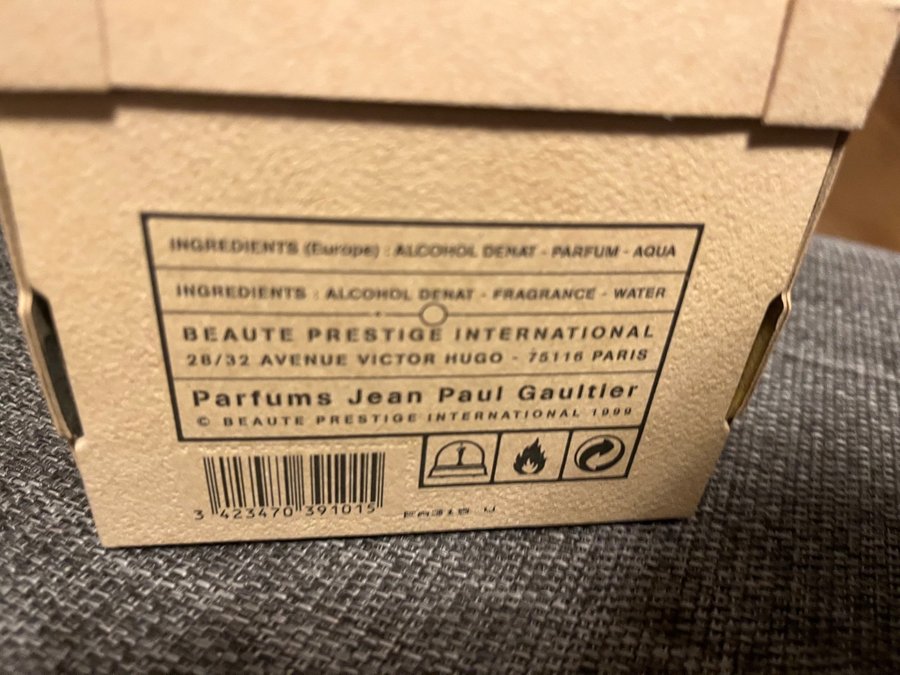 INGREDIENTS (Europe) : ALCOHOL DENAT - PARFUM - AQUA
INGREDIENTS : ALCOHOL DENAT - FRAGRANCE - WATER
BEAUTE PRESTIGE INTERNATIONAL
28/32 AVENUE VICTOR HUGO - 75116 PARIS
Parfums Jean Paul Gaultier
© BEAUTE PRESTIGE INTERNATIONAL 1999
3 423470 391015